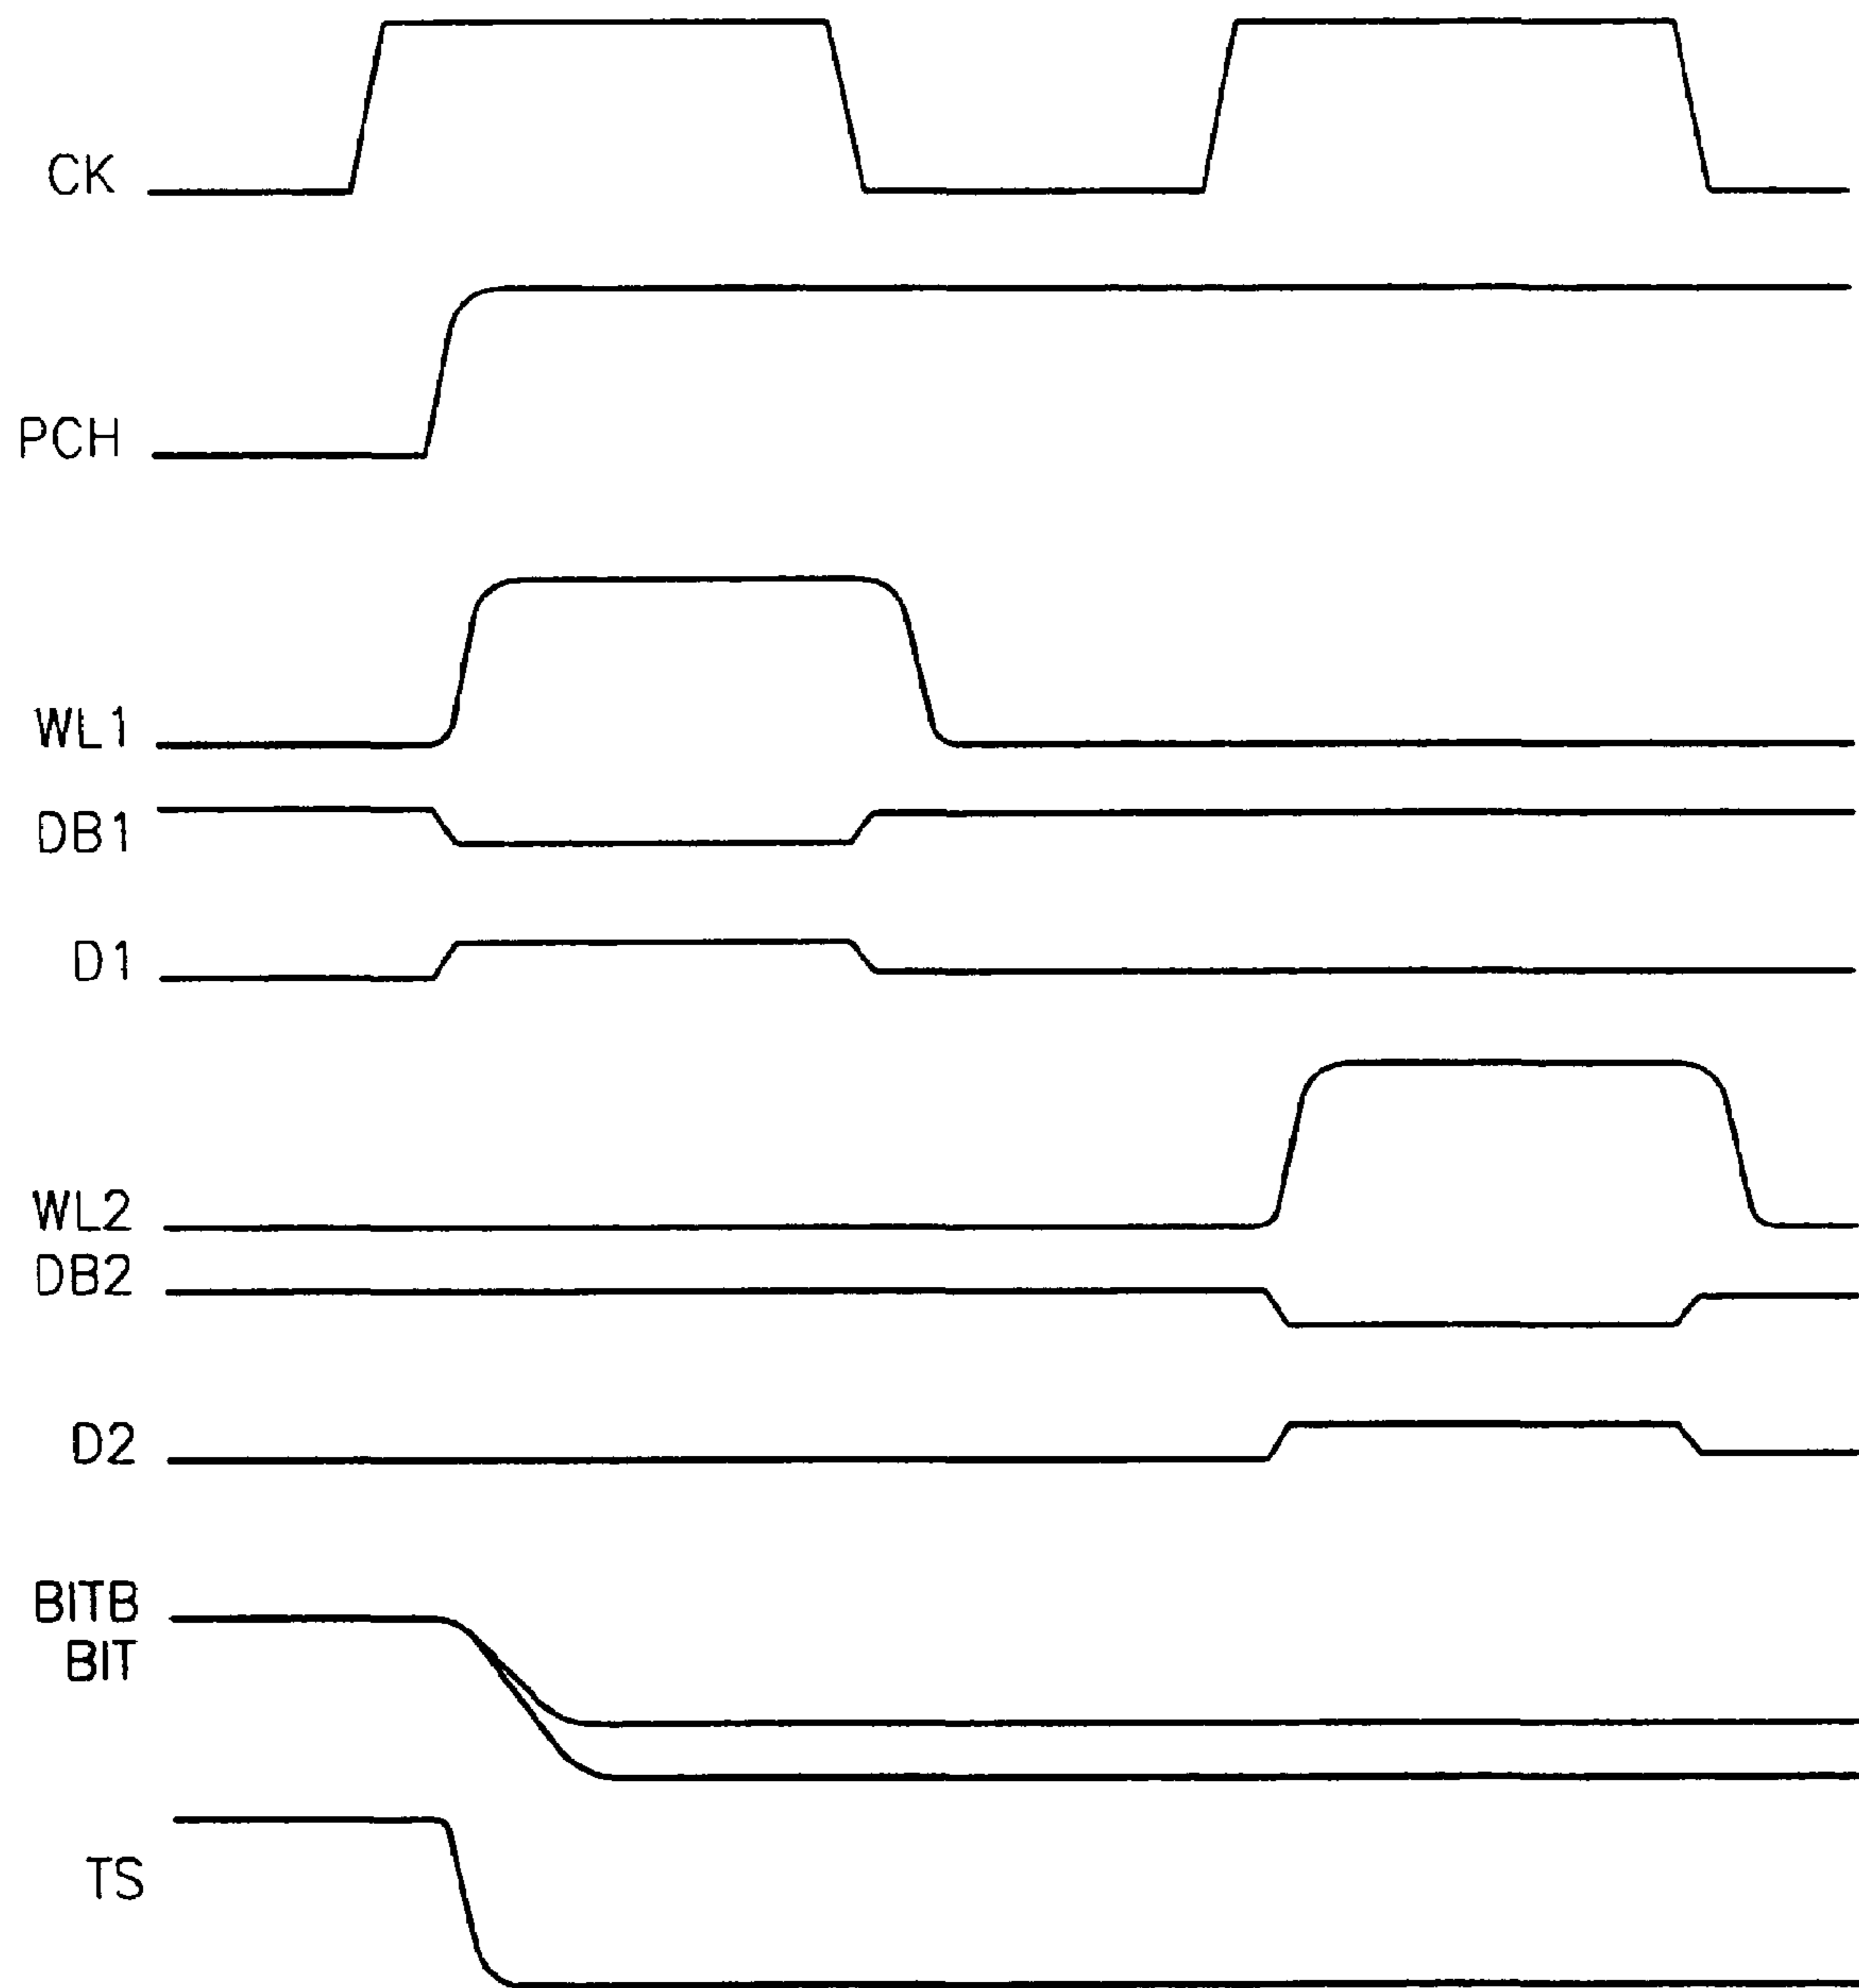 CK
PCH
WL1
DB1
D1
WL2
DB2
D2
BITB
BIT
TS